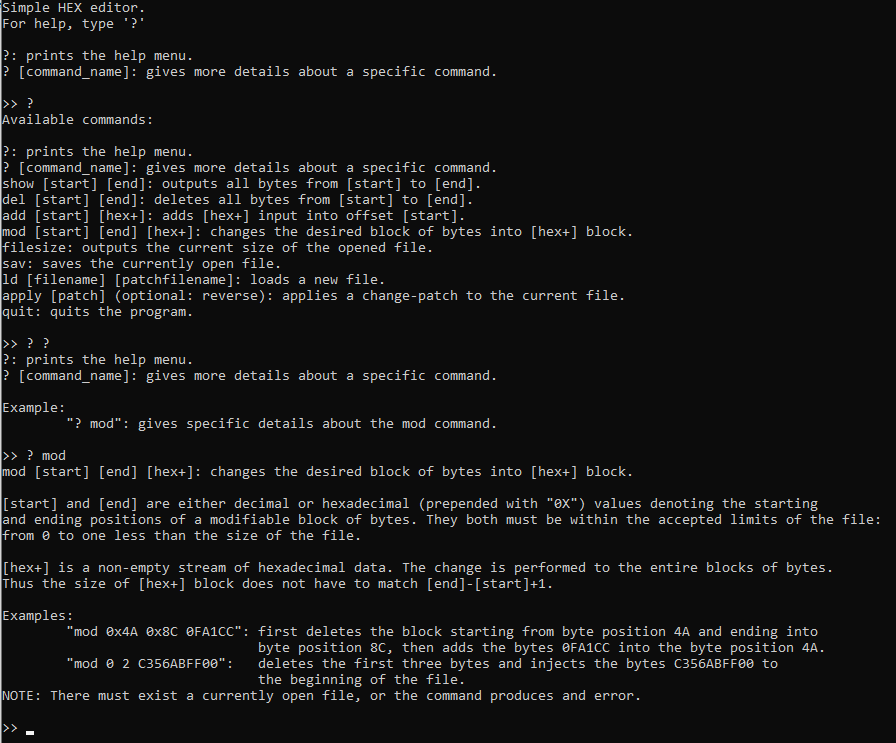 Simple HEX editor.
For help, type '?'
?: prints the help menu.
? [command_name]: gives more details about a specific command.
>> ?
Available commands:
?: prints the help menu.
? [command_name]: gives more details about a specific command.
show [start] [end]: outputs all bytes from [start] to [end].
del [start] [end]: deletes all bytes from [start] to [end].
add [start] [hex+]: adds [hex+] input into offset [start].
mod [start] [end] [hex+]: changes the desired block of bytes into [hex+] block.
filesize: outputs the current size of the opened file.
sav: saves the currently open file.
ld [filename] [patchfilename]: loads a new file.
apply [patch] (optional: reverse): applies a change-patch to the current file.
quit: quits the program.
>> ? ?
?: prints the help menu.
? [command_name]: gives more details about a specific command.
Example:
"? mod": gives specific details about the mod command.
>> ? mod
mod [start] [end] [hex+]: changes the desired block of bytes into [hex+] block.
[start] and [end] are either decimal or hexadecimal (prepended with "0X") values denoting the starting
and ending positions of a modifiable block of bytes. They both must be within the accepted limits of the file:
from 0 to one less than the size of the file.
[hex+] is a non-empty stream of hexadecimal data. The change is performed to the entire blocks of bytes.
Thus the size of [hex+] block does not have to match [end]-[start]+1.
Examples:
"mod 0x4A 0x8C 0FA1CC": first deletes the block starting from byte position 4A and ending into
byte position 8C, then adds the bytes 0FA1CC into the byte position 4A.
"mod 0 2 C356ABFF00": deletes the first three bytes and injects the bytes C356ABFF00 to
the beginning of the file.
NOTE: There must exist a currently open file, or the command produces and error.
>> _